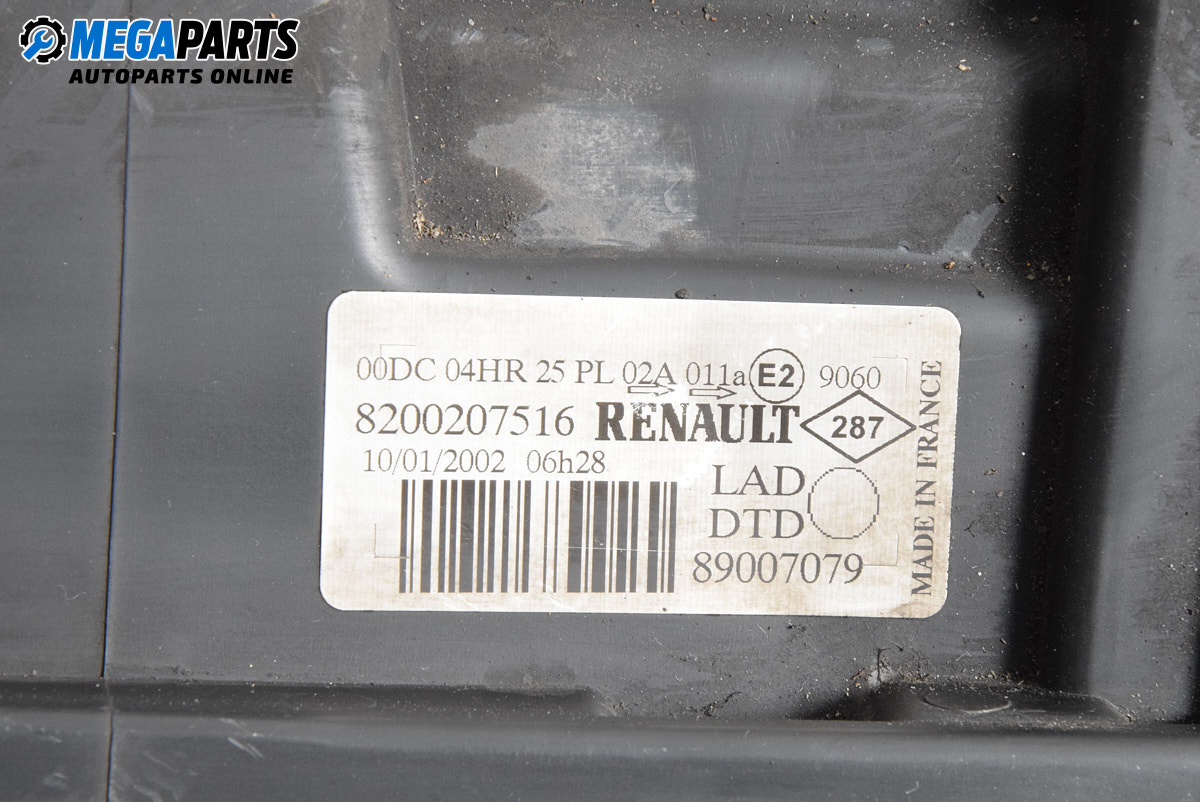 MEGAPARTS
AUTOPARTS ONLINE
00DC 04HR 25 PL 02A 011a E2 9060
8200207516 RENAULT 287
10/01/2002 06h28
LAD
DTD
89007079
MADE IN FRANCE